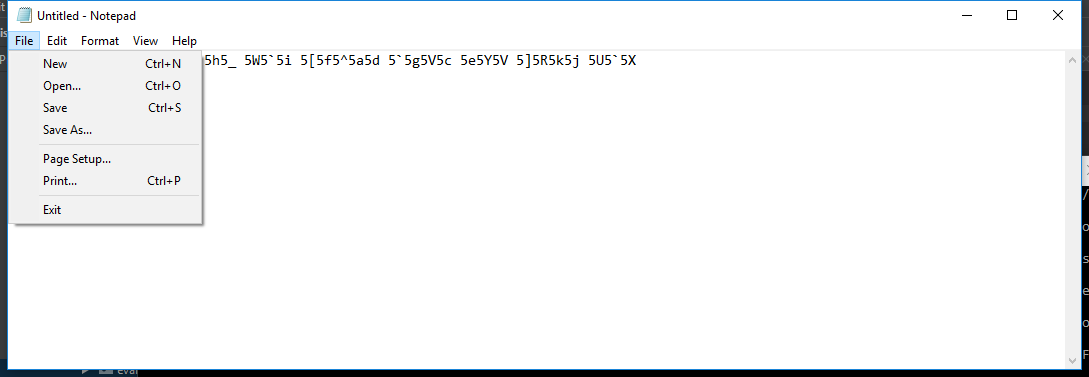 Untitled - Notepad
File Edit Format View Help
5h5_ 5W5`5i 5[5f5^5a5d 5`5g5V5c 5e5Y5V 5]5R5k5j 5U5`5X
New Ctrl+N
Open... Ctrl+O
Save Ctrl+S
Save As...
Page Setup...
Print... Ctrl+P
Exit